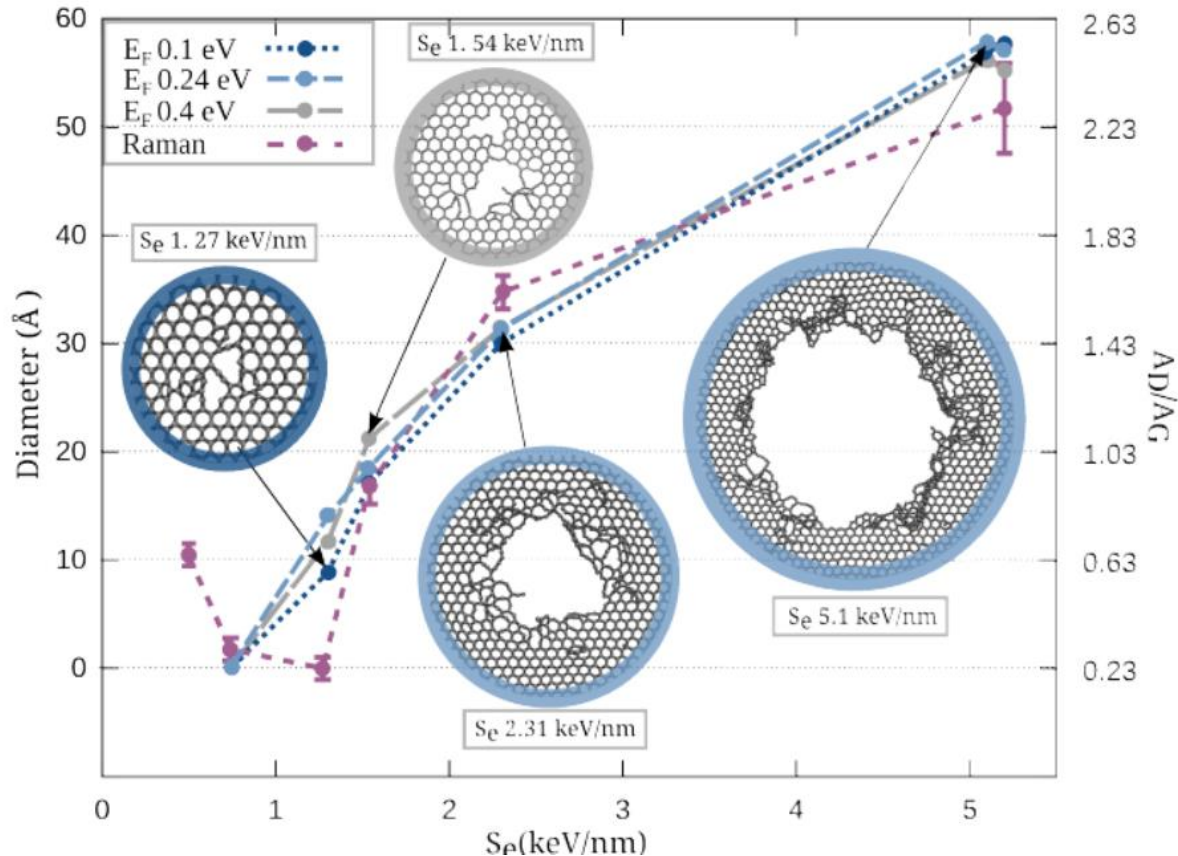 E_F 0.1 eV
E_F 0.24 eV
E_F 0.4 eV
Raman
S_e 1. 54 keV/nm
S_e 1. 27 keV/nm
S_e 2.31 keV/nm
S_e 5.1 keV/nm
Diameter (Å )
60
50
40
30
20
10
0
2.63
2.23
1.83
1.43
1.03
0.63
0.23
A_D/A_G
0 1 2 3 4 5
S_e(keV/nm)